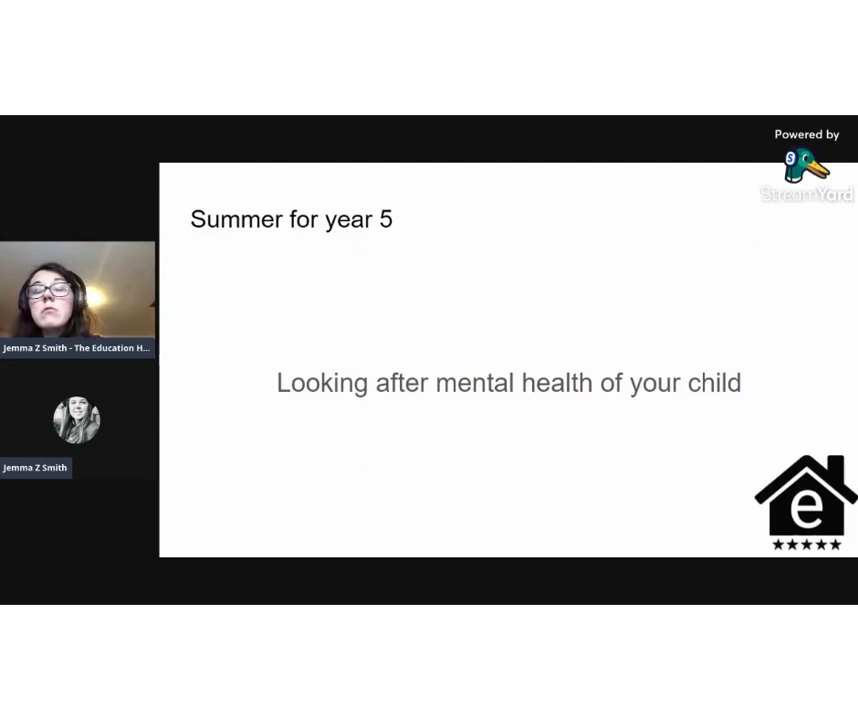 Powered by
S
StreamYard
Summer for year 5
Jemma Z Smith - The Education H...
Looking after mental health of your child
Jemma Z Smith
e